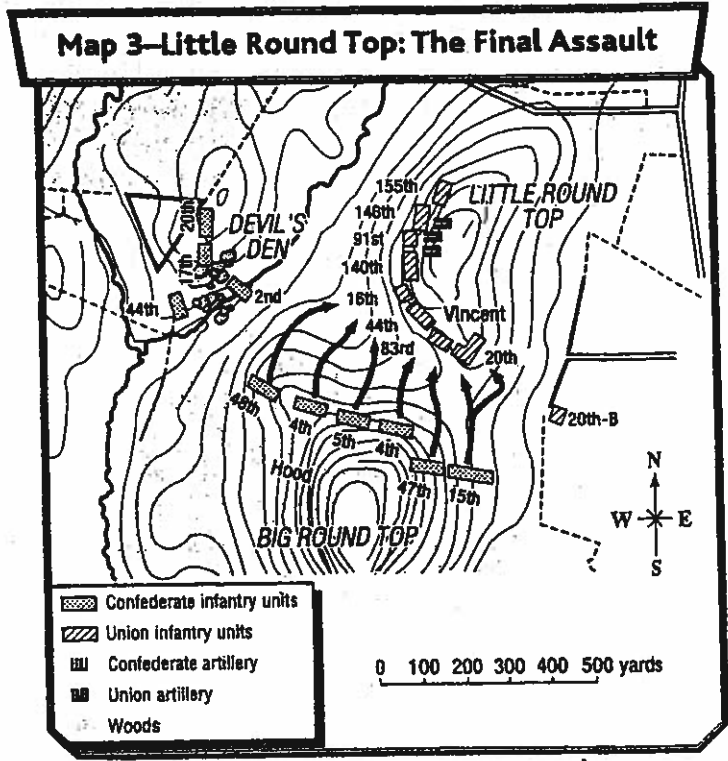 Map 3–Little Round Top: The Final Assault
155th
LITTLE ROUND
TOP
146th
91st
140th
20th
DEVIL'S
DEN
17th
44th
2nd
16th
44th
83rd
Vincent
20th
48th
4th
5th
4th
47th
15th
20th-B
Hood
BIG ROUND TOP
N
W
E
S
Confederate infantry units
Union infantry units
Confederate artillery
Union artillery
Woods
0 100 200 300 400 500 yards